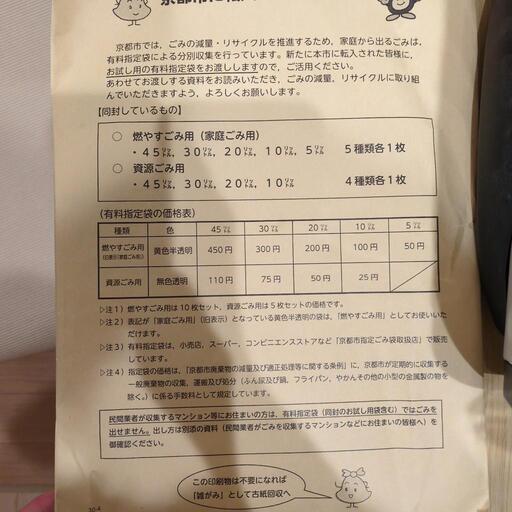 京都市では，ごみの減量・リサイクルを推進するため，家庭から出るごみは，
有料指定袋による分別収集を行っています。新たに本市に転入された皆様に，
お試し用の有料指定袋をお渡ししますので，ご活用ください。
あわせてお渡しする資料をお読みいただき，ごみの減量，リサイクルに取り組
んでいただきますよう，よろしくお願いします。
【同封しているもの】
○ 燃やすごみ用（家庭ごみ用）
・４５㍑，３０㍑，２０㍑，１０㍑，５㍑ ５種類各１枚
○ 資源ごみ用
・４５㍑，３０㍑，２０㍑，１０㍑ ４種類各１枚
（有料指定袋の価格表）
種類 色 45㍑ 30㍑ 20㍑ 10㍑ 5㍑
燃やすごみ用 黄色半透明 450円 300円 200円 100円 50円
（旧表示「家庭ごみ用」）
資源ごみ用 無色透明 110円 75円 50円 25円
▷注１）燃やすごみ用は10枚セット，資源ごみ用は５枚セットの価格です。
▷注２）表記が「家庭ごみ用」（旧表示）となっている黄色半透明の袋は，「燃やすごみ用」としてお使いいた
だけます。
▷注３）有料指定袋は，小売店，スーパー，コンビニエンスストアなど「京都市指定ごみ袋取扱店」で販売
しています。
▷注４）指定袋の価格は，「京都市廃棄物の減量及び適正処理等に関する条例」に，京都市が定期的に収集する
一般廃棄物の収集，運搬及び処分（ふん尿及び鍋，フライパン，やかんその他の小型の金属製の物を
除く。）に係る手数料として規定しています。
民間業者が収集するマンション等にお住まいの方は，有料指定袋（同封のお試し用袋含む）ではごみを
出せません。出し方は別添の資料（民間業者がごみを収集するマンションなどにお住まいの皆様へ）を
御確認ください。
この印刷物は不要になれば
「雑がみ」として古紙回収へ